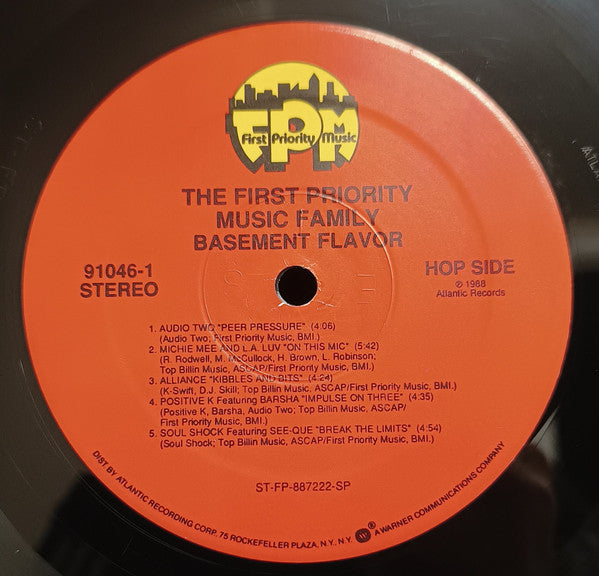 FPM
First Priority Music
THE FIRST PRIORITY
MUSIC FAMILY
BASEMENT FLAVOR
91046-1
STEREO
HOP SIDE
℗ 1988
Atlantic Records
1. AUDIO TWO "PEER PRESSURE" (4:06)
(Audio Two; First Priority Music, BMI.)
2. MICHIE MEE AND L.A. LUV "ON THIS MIC" (5:42)
(R. Rodwell, M. McCullock, H. Brown, L. Robinson;
Top Billin Music, ASCAP/First Priority Music, BMI.)
3. ALLIANCE "KIBBLES AND BITS" (4:24)
(K-Swift, D.J. Skill; Top Billin Music, ASCAP/First Priority Music, BMI.)
4. POSITIVE K Featuring BARSHA "IMPULSE ON THREE" (4:35)
(Positive K, Barsha, Audio Two; Top Billin Music, ASCAP/
First Priority Music, BMI.)
5. SOUL SHOCK Featuring SEE-QUE "BREAK THE LIMITS" (4:54)
(Soul Shock; Top Billin Music, ASCAP/First Priority Music, BMI.)
ST-FP-887222-SP
DIST BY ATLANTIC RECORDING CORP. 75 ROCKEFELLER PLAZA, N.Y. N.Y. ® A WARNER COMMUNICATIONS COMPANY